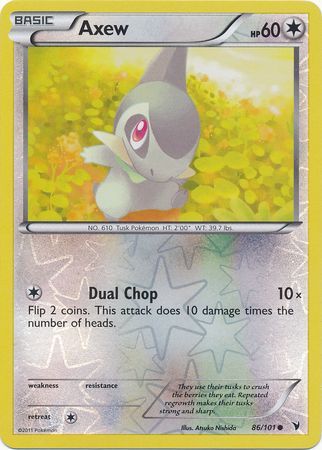 BASIC
Axew
HP60
NO. 610 Tusk Pokémon HT: 2'00" WT: 39.7 lbs.
Dual Chop 10×
Flip 2 coins. This attack does 10 damage times
the number of heads.
weakness
resistance
They use their tusks to crush
the berries they eat. Repeated
regrowth makes their tusks
strong and sharp.
retreat
©2011 Pokémon
Illus. Atsuko Nishida
86/101